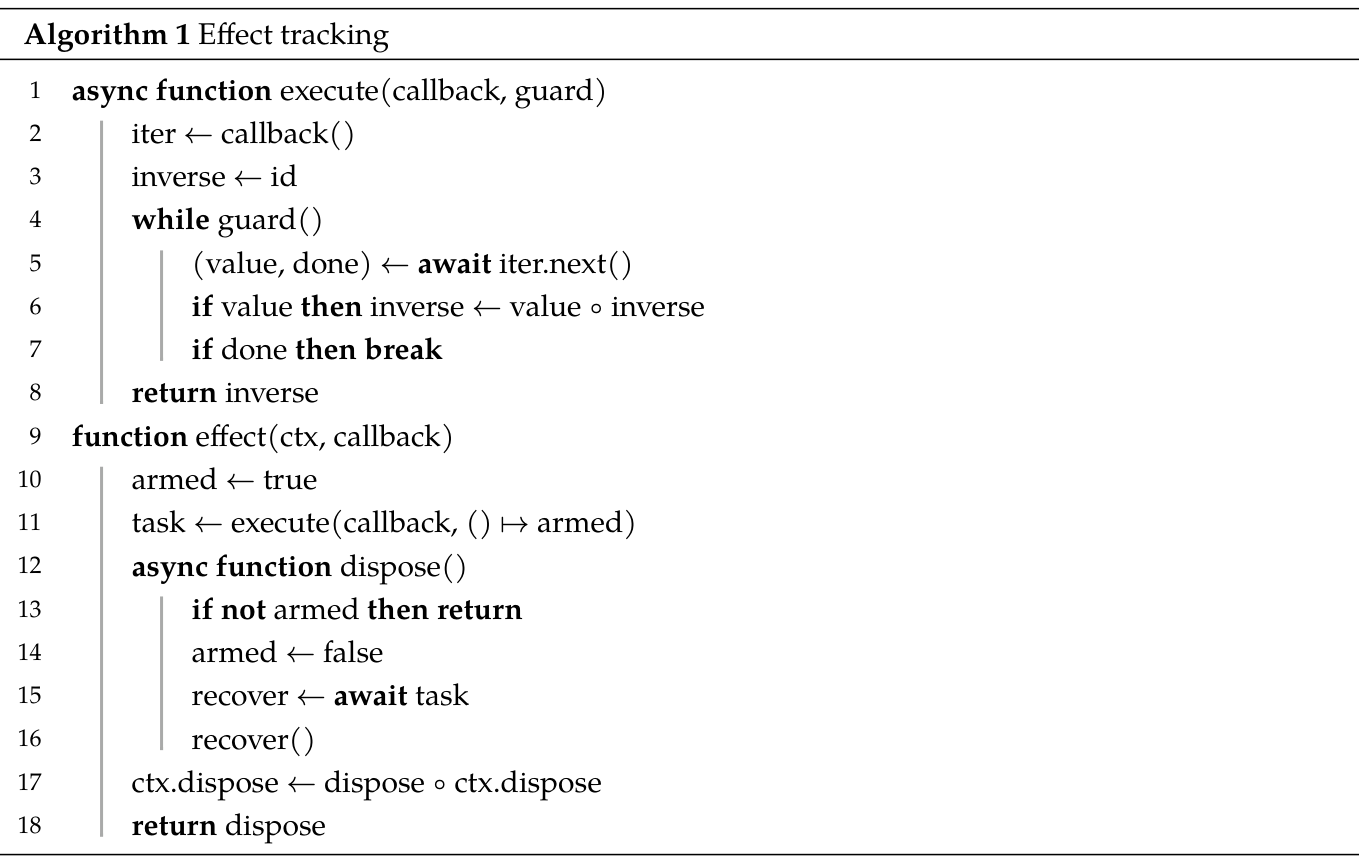 Algorithm 1 Effect tracking
1 async function execute(callback, guard)
2 iter ← callback()
3 inverse ← id
4 while guard()
5 (value, done) ← await iter.next()
6 if value then inverse ← value ∘ inverse
7 if done then break
8 return inverse
9 function effect(ctx, callback)
10 armed ← true
11 task ← execute(callback, () ↦ armed)
12 async function dispose()
13 if not armed then return
14 armed ← false
15 recover ← await task
16 recover()
17 ctx.dispose ← dispose ∘ ctx.dispose
18 return dispose